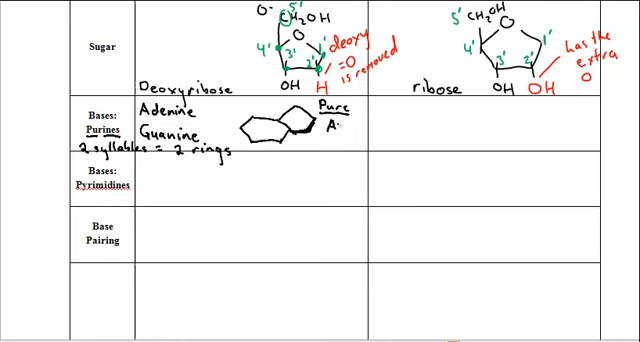 Sugar
O-
5'
CH₂OH
O
4'
1'
3'
2'
OH
H
deoxy
=O
is removed
Deoxyribose
5'
CH₂OH
O
4'
1'
3'
2'
OH
OH
has the
extra
O
ribose
Bases:
Purines
Adenine
Guanine
2 syllables = 2 rings
Pure
A
Bases:
Pyrimidines
Base
Pairing